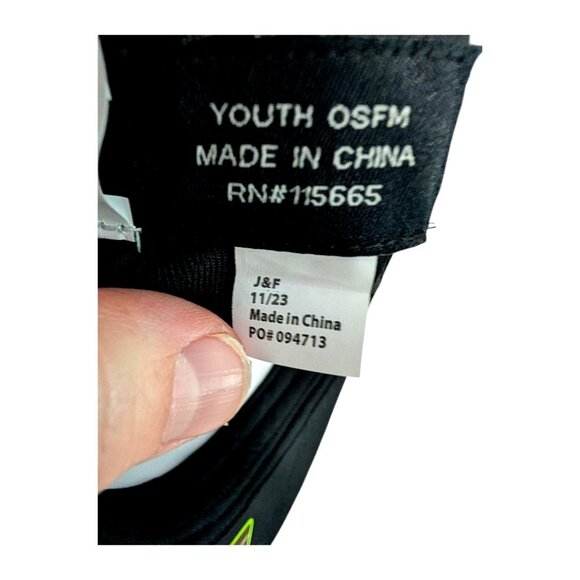 YOUTH OSFM
MADE IN CHINA
RN#115665
J&F
11/23
Made in China
PO# 094713